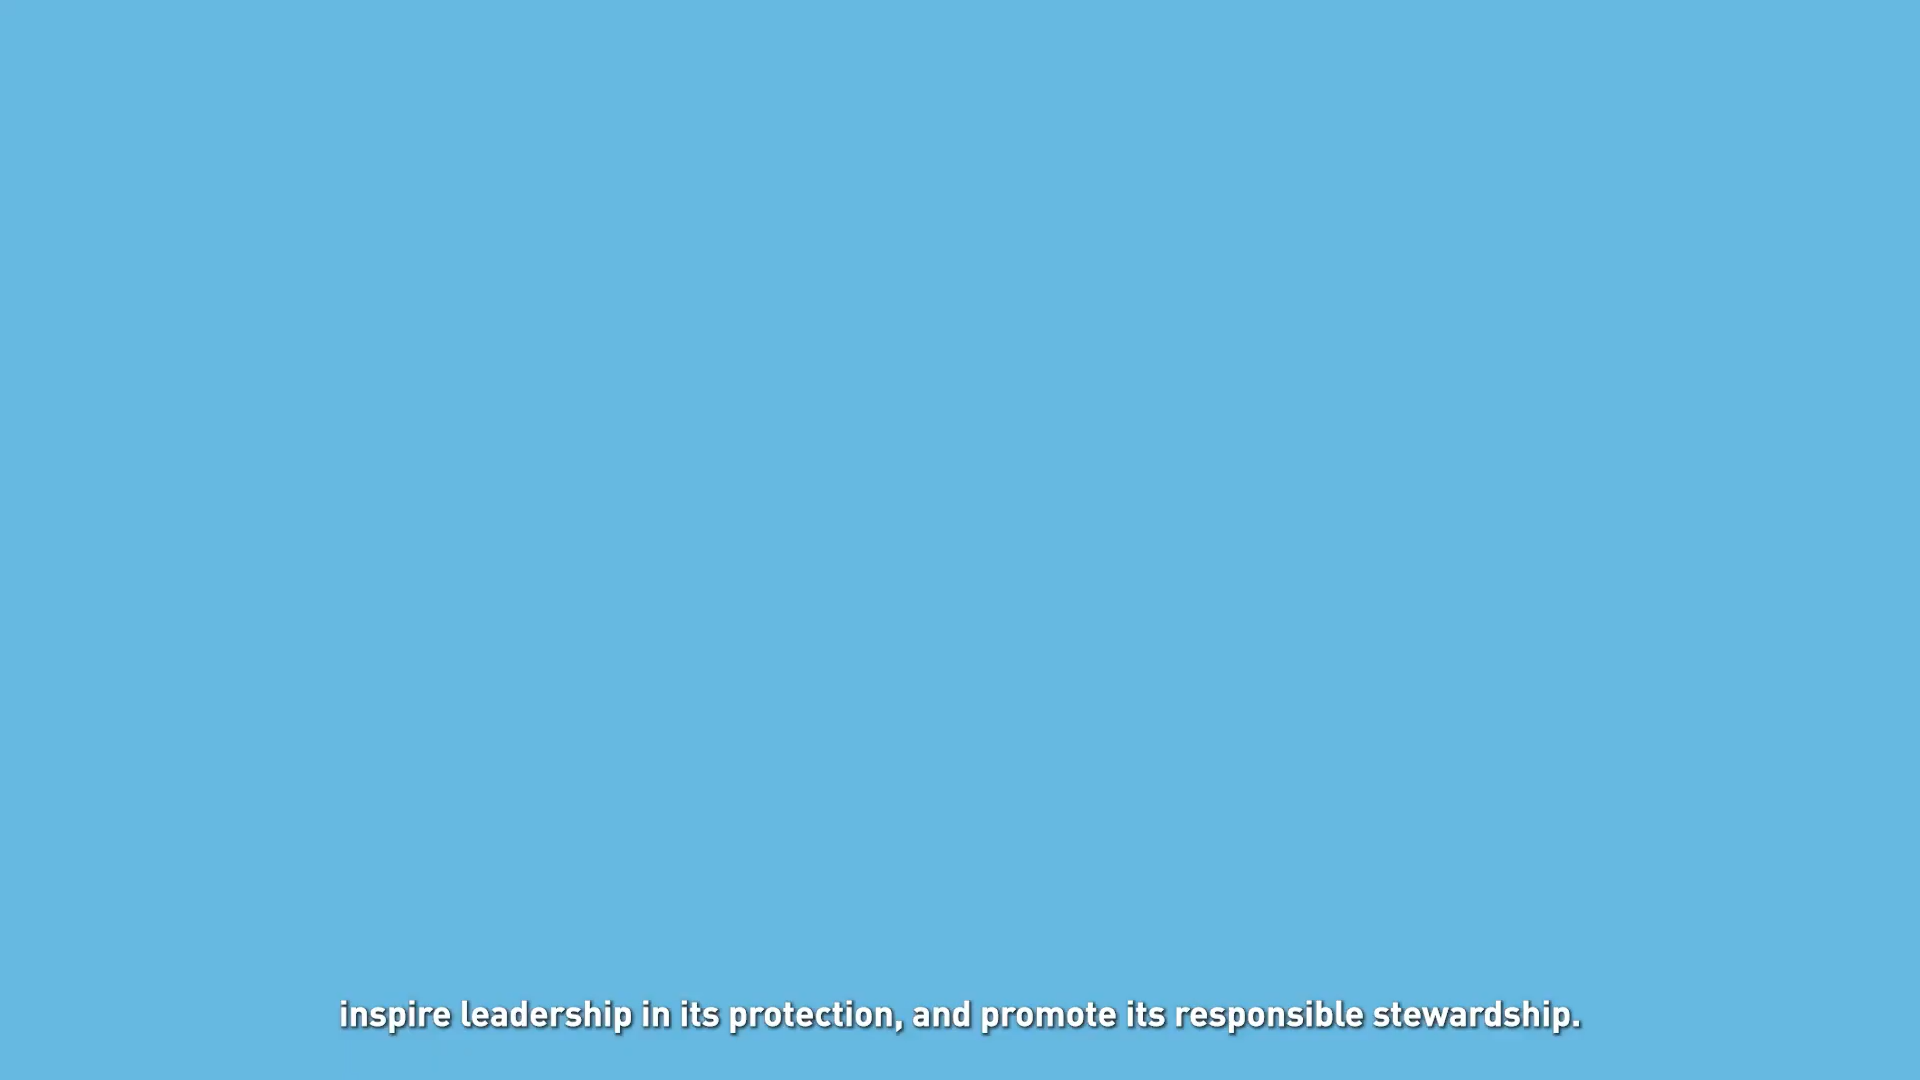 inspire leadership in its protection, and promote its responsible stewardship.